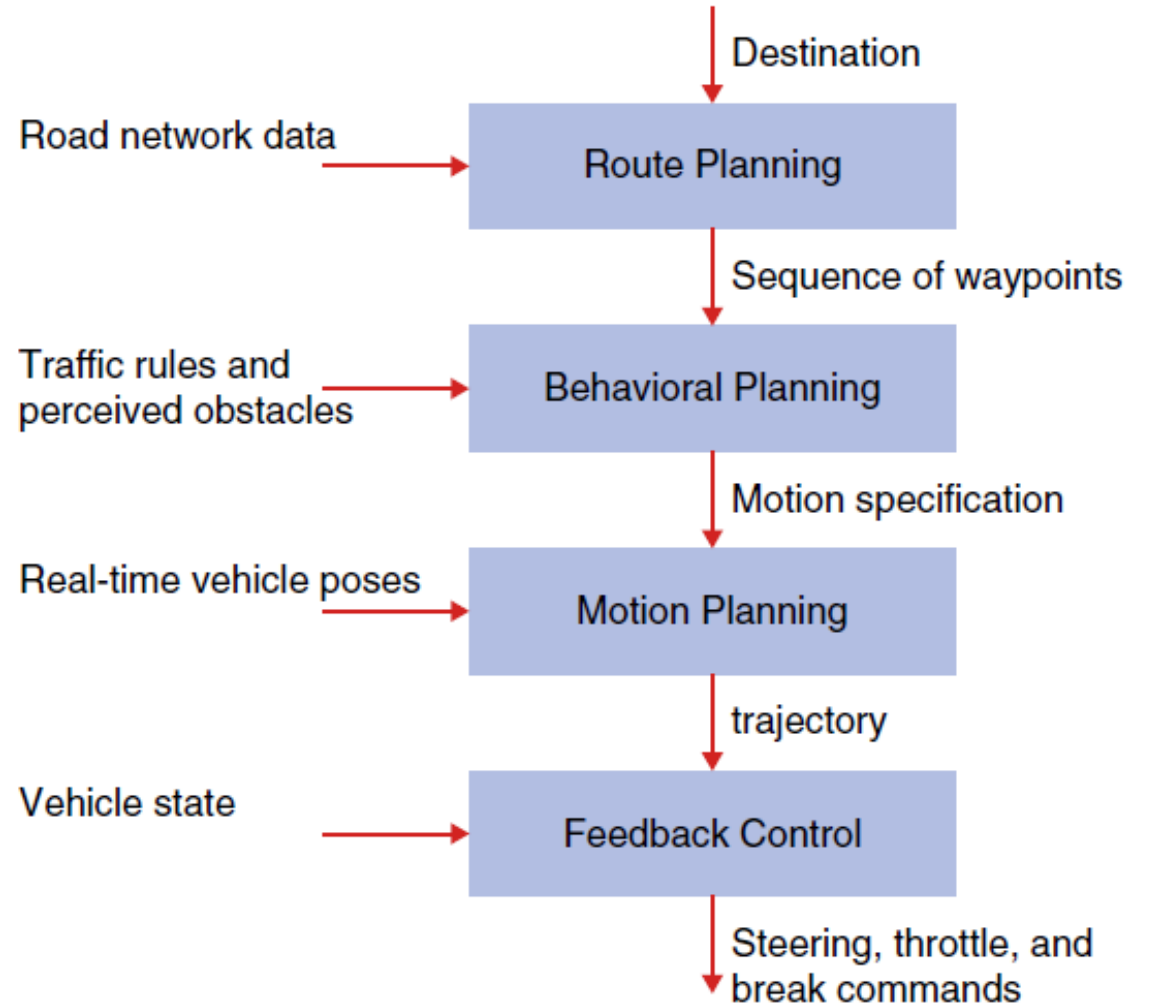 Destination
Road network data
Route Planning
Sequence of waypoints
Traffic rules and
perceived obstacles
Behavioral Planning
Motion specification
Real-time vehicle poses
Motion Planning
trajectory
Vehicle state
Feedback Control
Steering, throttle, and
break commands